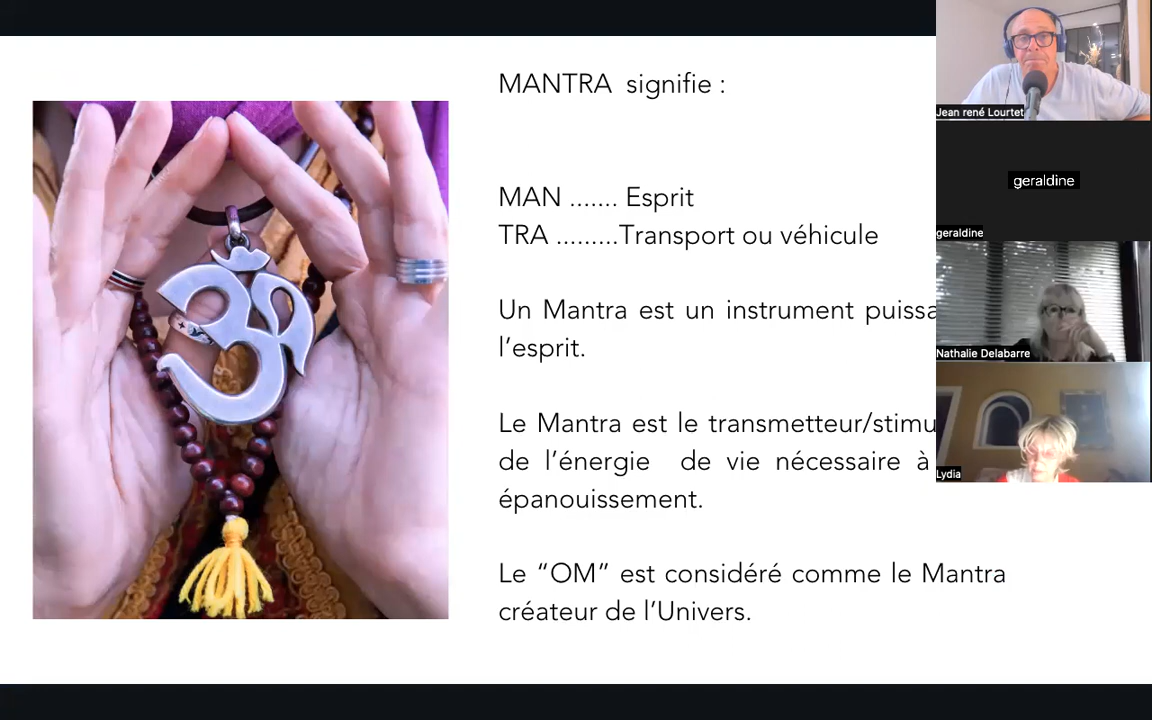 MANTRA signifie :
MAN ....... Esprit
TRA .........Transport ou véhicule
Un Mantra est un instrument
l’esprit.
Le Mantra est le
de l’énergie de vie nécessaire à
épanouissement.
Le “OM” est considéré comme le Mantra
créateur de l’Univers.
Jean rené Lourtet
geraldine
geraldine
Nathalie Delabarre
Lydia
ॐ